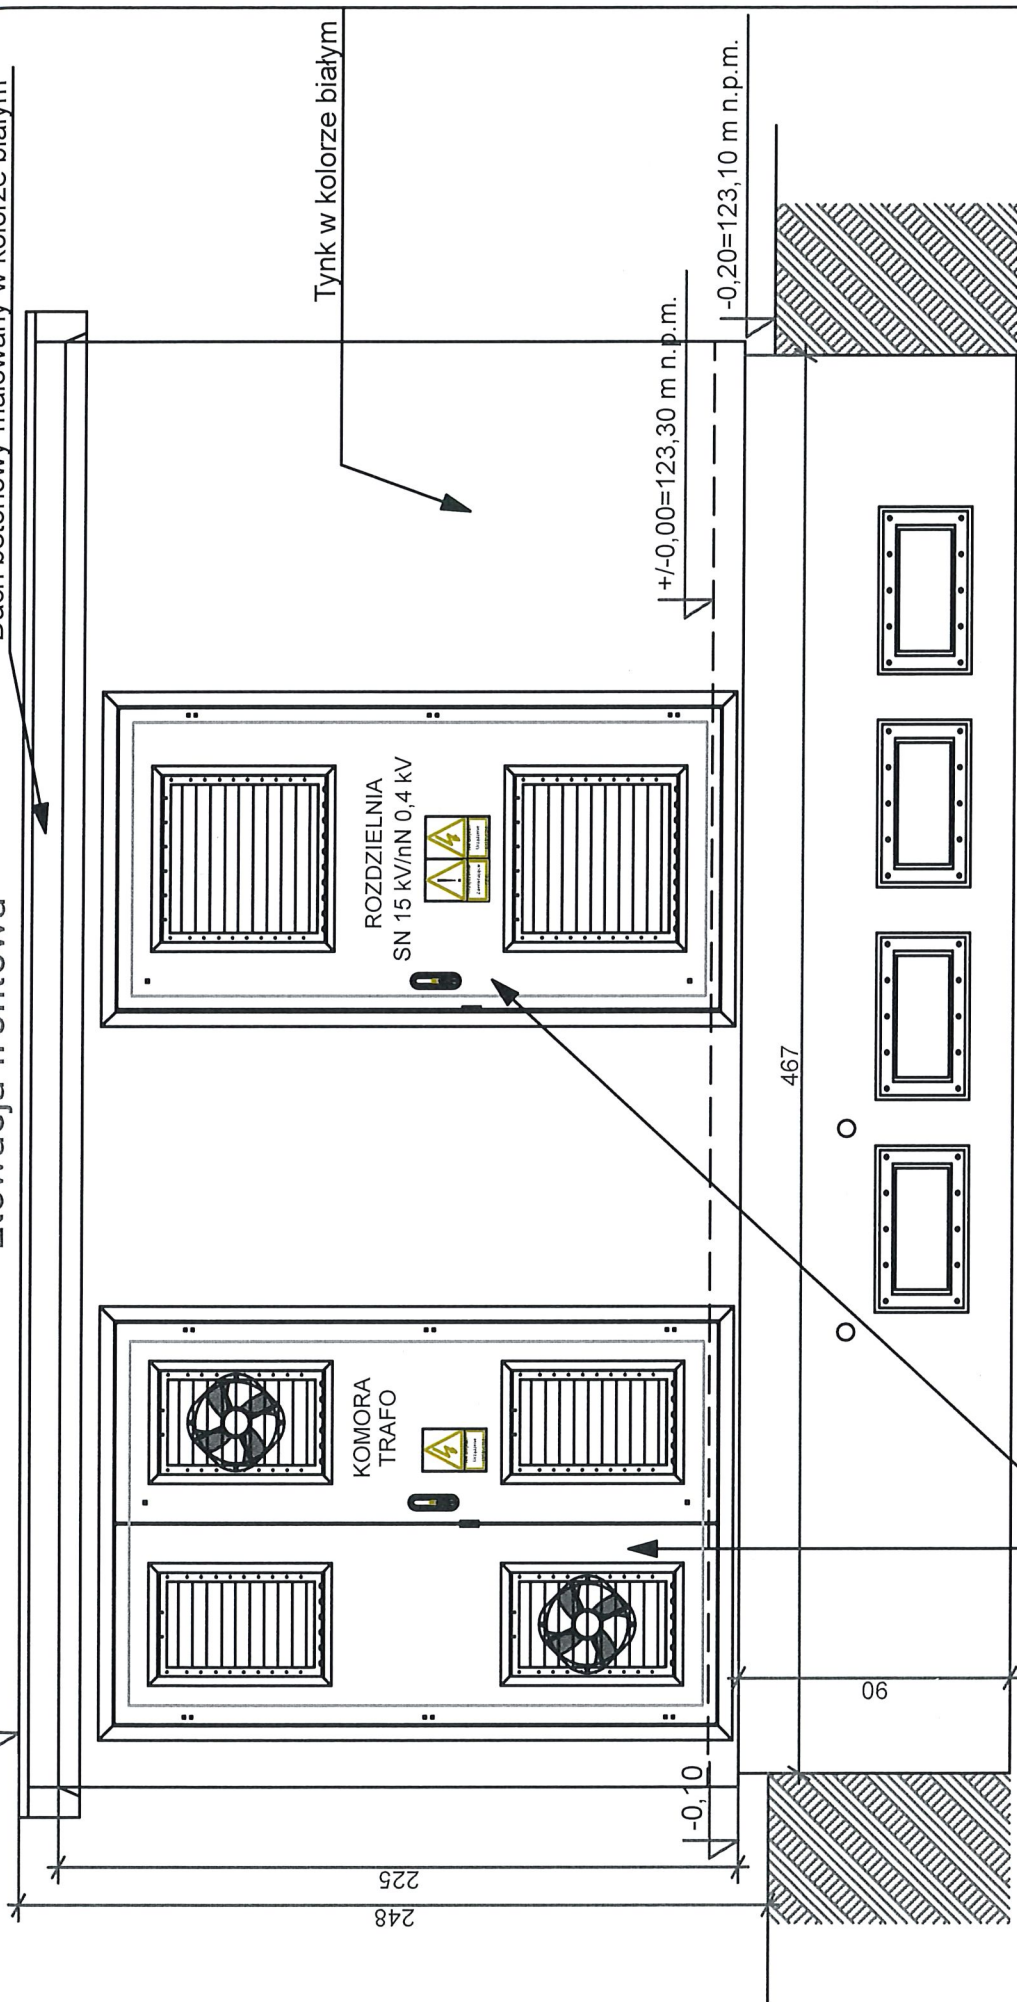 Elewacja frontowa
Dach betonowy malowany w kolorze białym
Tynk w kolorze białym
-0,20=123,10 m n.p.m.
+/-0,00=123,30 m n.p.m.
KOMORA
TRAFO
ROZDZIELNIA
SN 15 kV/nN 0,4 kV
-0,10
225
248
467
90